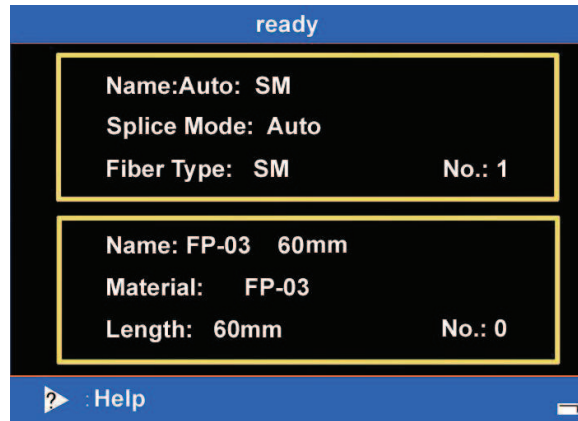 ready
Name:Auto: SM
Splice Mode: Auto
Fiber Type: SM No.: 1
Name: FP-03 60mm
Material: FP-03
Length: 60mm No.: 0
? :Help